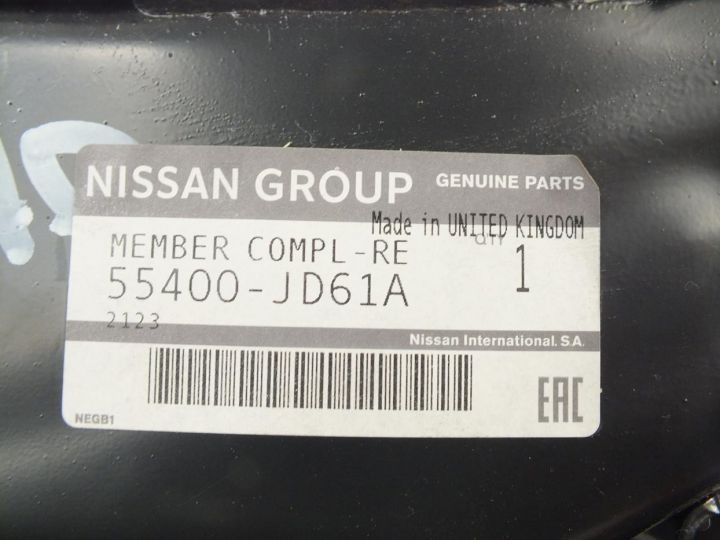 NISSAN GROUP GENUINE PARTS
Made in UNITED KINGDOM
MEMBER COMPL-RE
55400-JD61A 1
2123
Nissan International. S.A.
NEGB1
EAC